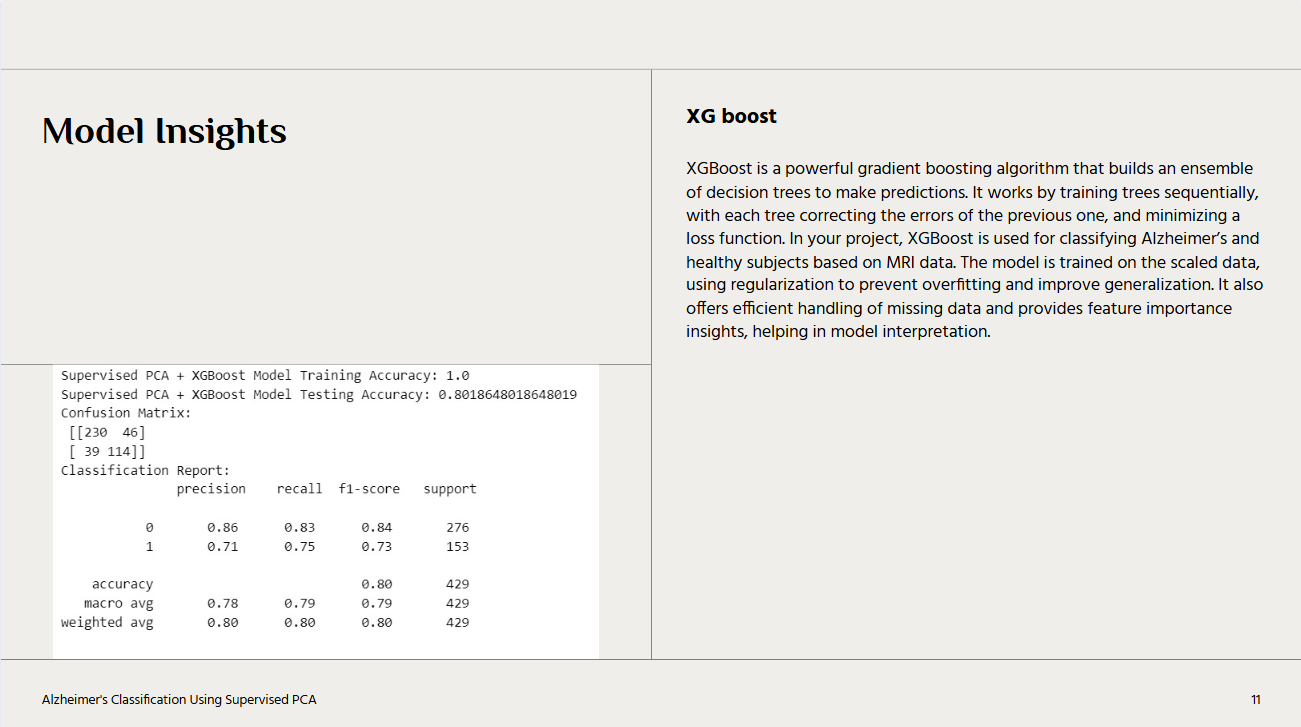 Model Insights
XG boost
XGBoost is a powerful gradient boosting algorithm that builds an ensemble
of decision trees to make predictions. It works by training trees sequentially,
with each tree correcting the errors of the previous one, and minimizing a
loss function. In your project, XGBoost is used for classifying Alzheimer’s and
healthy subjects based on MRI data. The model is trained on the scaled data,
using regularization to prevent overfitting and improve generalization. It also
offers efficient handling of missing data and provides feature importance
insights, helping in model interpretation.
Supervised PCA + XGBoost Model Training Accuracy: 1.0
Supervised PCA + XGBoost Model Testing Accuracy: 0.8018648018648019
Confusion Matrix:
[[230 46]
[ 39 114]]
Classification Report:
precision recall f1-score support
0 0.86 0.83 0.84 276
1 0.71 0.75 0.73 153
accuracy 0.80 429
macro avg 0.78 0.79 0.79 429
weighted avg 0.80 0.80 0.80 429
Alzheimer's Classification Using Supervised PCA
11